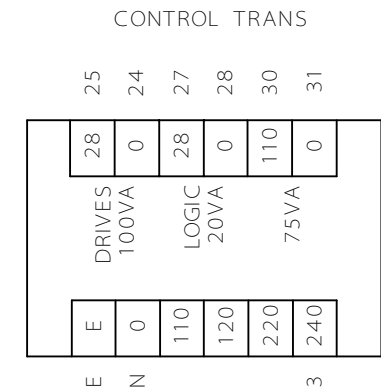 CONTROL TRANS
25 24 27 28 30 31
28 0 28 0 110 0
DRIVES
100VA
LOGIC
20VA
75VA
E 0 110 120 220 240
E N 3